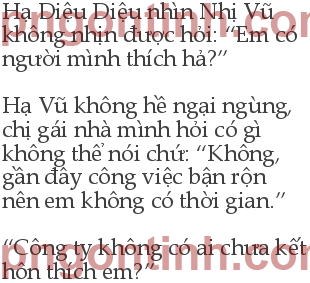 Hạ Diệu Diệu nhìn Nhị Vũ
không nhịn được hỏi: “Em có
người mình thích hả?”
Hạ Vũ không hề ngại ngùng,
chị gái nhà mình hỏi có gì
không thể nói chứ: “Không,
gần đây công việc bận rộn
nên em không có thời gian.”
“Công ty không có ai chưa kết
hôn thích em?”